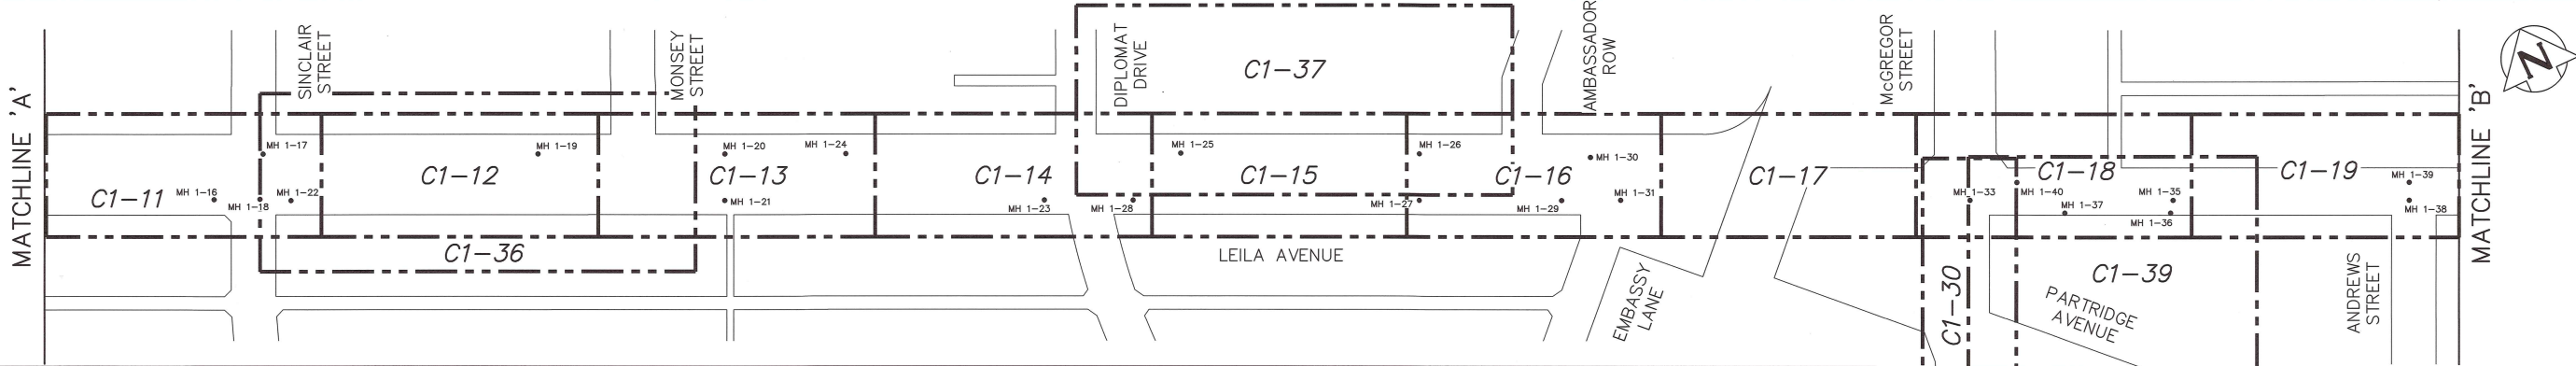 MATCHLINE 'A'
SINCLAIR
STREET
MONSEY
STREET
DIPLOMAT
DRIVE
C1-37
AMBASSADOR
ROW
McGREGOR
STREET
N
MATCHLINE 'B'
MH 1-17
MH 1-19
MH 1-20
MH 1-24
MH 1-25
MH 1-26
MH 1-30
C1-11
C1-12
C1-13
C1-14
C1-15
C1-16
C1-17
C1-18
C1-19
MH 1-16
MH 1-18
MH 1-22
MH 1-21
MH 1-23
MH 1-28
MH 1-27
MH 1-29
MH 1-31
MH 1-33
MH 1-40
MH 1-37
MH 1-35
MH 1-36
MH 1-39
MH 1-38
C1-36
LEILA AVENUE
EMBASSY
LANE
C1-30
C1-39
PARTRIDGE
AVENUE
ANDREWS
STREET